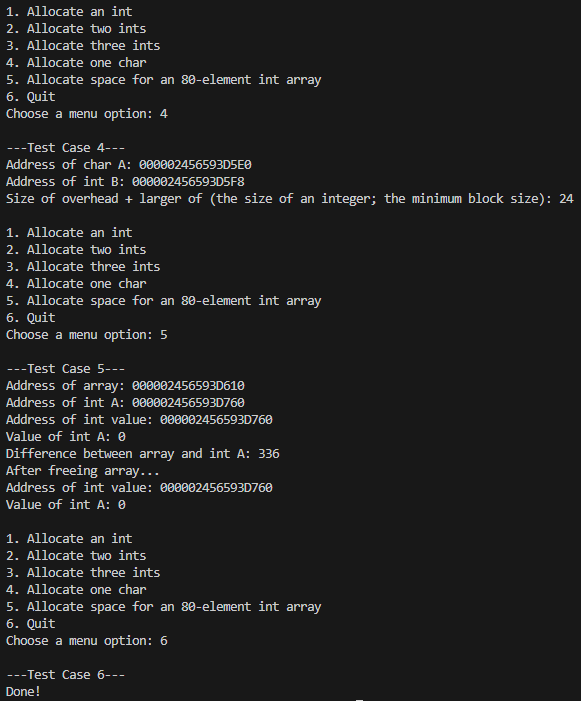 1. Allocate an int
2. Allocate two ints
3. Allocate three ints
4. Allocate one char
5. Allocate space for an 80-element int array
6. Quit
Choose a menu option: 4
---Test Case 4---
Address of char A: 000002456593D5E0
Address of int B: 000002456593D5F8
Size of overhead + larger of (the size of an integer; the minimum block size): 24
1. Allocate an int
2. Allocate two ints
3. Allocate three ints
4. Allocate one char
5. Allocate space for an 80-element int array
6. Quit
Choose a menu option: 5
---Test Case 5---
Address of array: 000002456593D610
Address of int A: 000002456593D760
Address of int value: 000002456593D760
Value of int A: 0
Difference between array and int A: 336
After freeing array...
Address of int value: 000002456593D760
Value of int A: 0
1. Allocate an int
2. Allocate two ints
3. Allocate three ints
4. Allocate one char
5. Allocate space for an 80-element int array
6. Quit
Choose a menu option: 6
---Test Case 6---
Done!